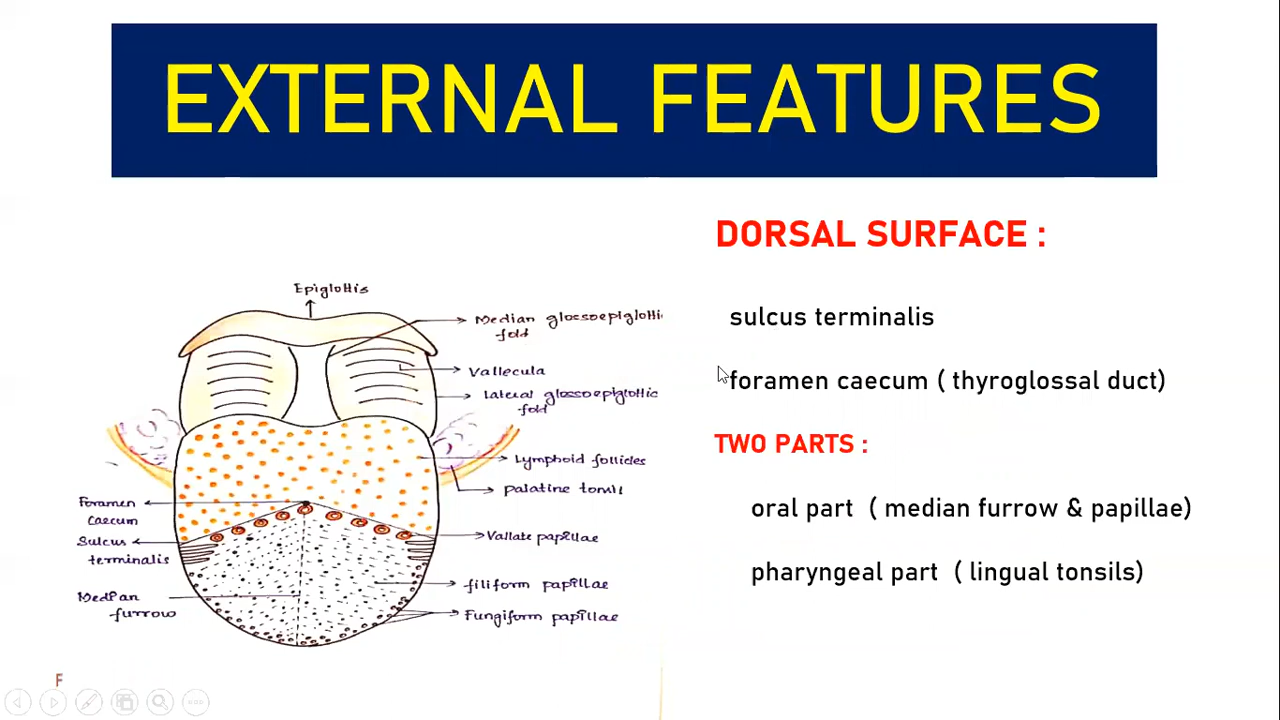 EXTERNAL FEATURES
DORSAL SURFACE :
sulcus terminalis
foramen caecum ( thyroglossal duct)
TWO PARTS :
oral part ( median furrow & papillae)
pharyngeal part ( lingual tonsils)
Epiglottis
Median glossoepiglotti
fold
Vallecula
lateral glossoepiglottic
fold
Lymphoid follicles
palatine tonsil
Foramen
caecum
Sulcus
terminalis
Median
furrow
Vallate papillae
filiform papillae
Fungiform papillae
F